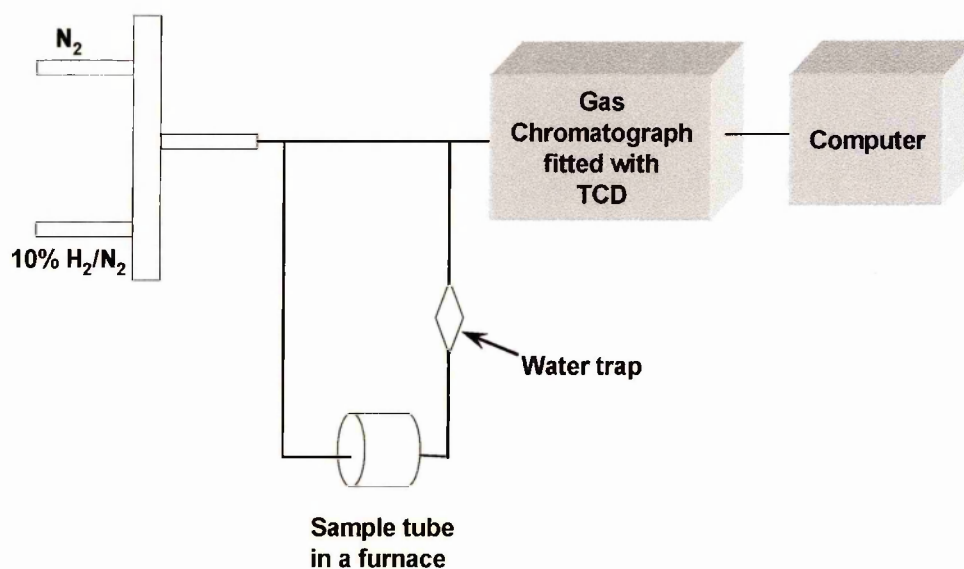 N₂
10% H₂/N₂
Gas
Chromatograph
fitted with
TCD
Computer
Water trap
Sample tube
in a furnace